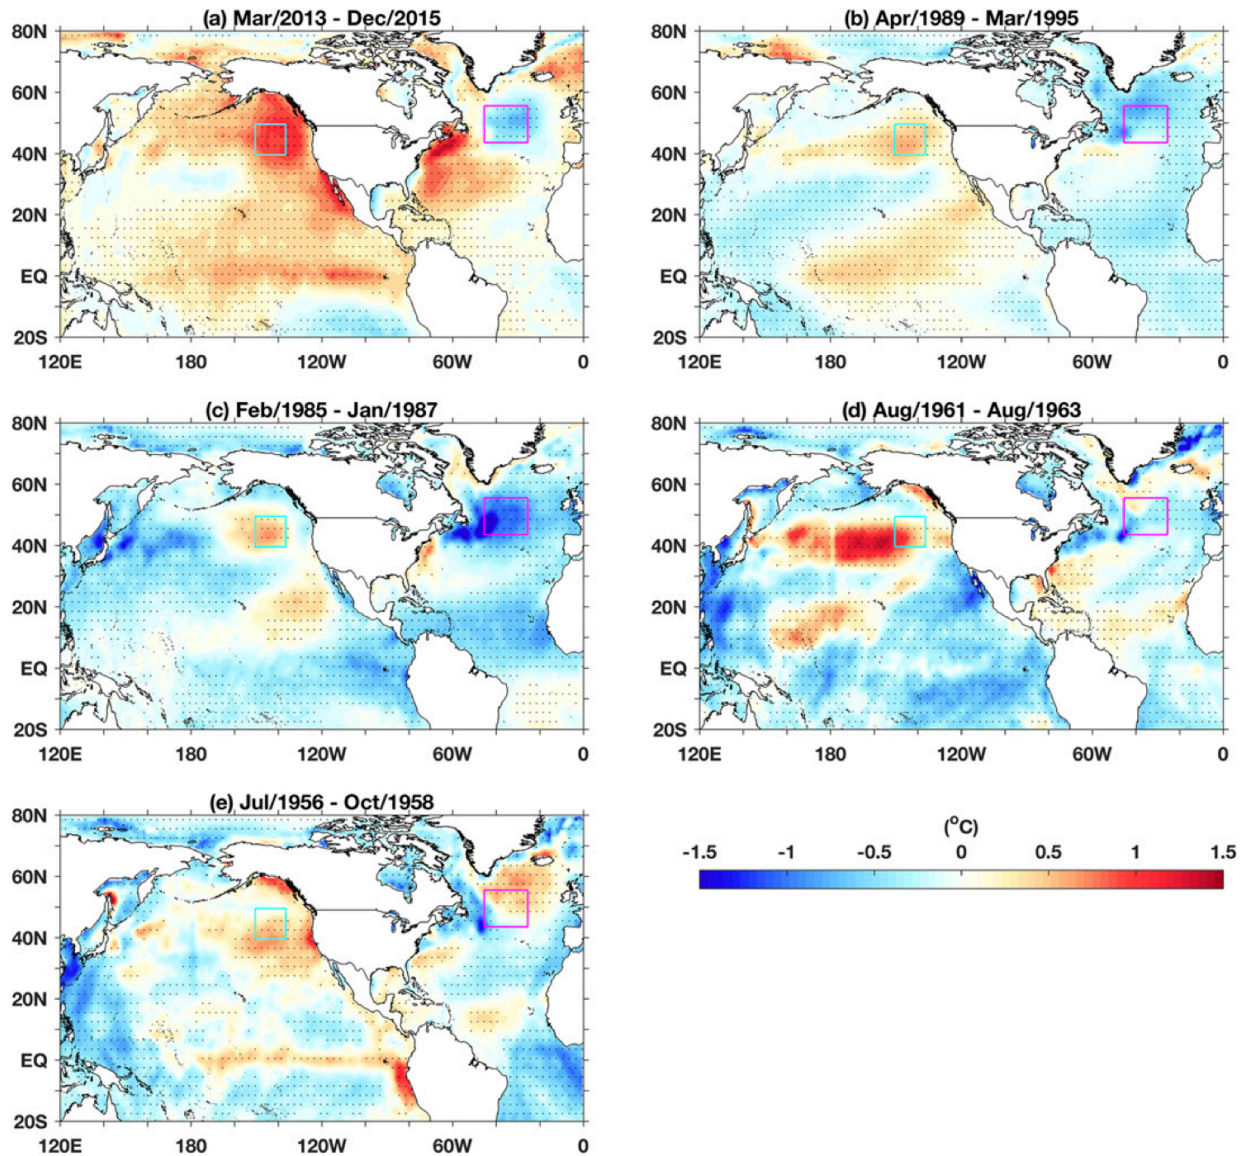 (a) Mar/2013 - Dec/2015
(b) Apr/1989 - Mar/1995
80N
60N
40N
20N
EQ
20S
120E 180 120W 60W 0
80N
60N
40N
20N
EQ
20S
120E 180 120W 60W 0
(c) Feb/1985 - Jan/1987
(d) Aug/1961 - Aug/1963
80N
60N
40N
20N
EQ
20S
120E 180 120W 60W 0
80N
60N
40N
20N
EQ
20S
120E 180 120W 60W 0
(e) Jul/1956 - Oct/1958
80N
60N
40N
20N
EQ
20S
120E 180 120W 60W 0
(°C)
-1.5 -1 -0.5 0 0.5 1 1.5